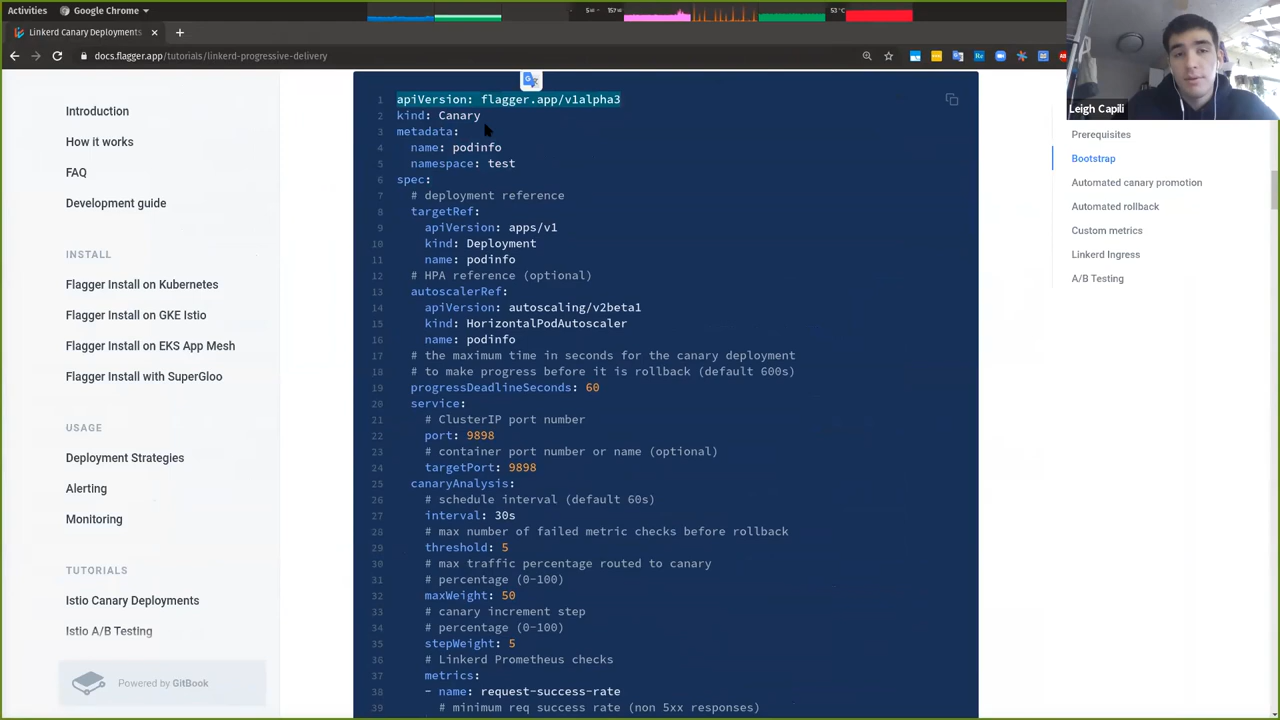 Activities
Google Chrome
53 °C
Linkerd Canary Deployments
docs.flagger.app/tutorials/linkerd-progressive-delivery
Leigh Capili
Introduction
How it works
FAQ
Development guide
INSTALL
Flagger Install on Kubernetes
Flagger Install on GKE Istio
Flagger Install on EKS App Mesh
Flagger Install with SuperGloo
USAGE
Deployment Strategies
Alerting
Monitoring
TUTORIALS
Istio Canary Deployments
Istio A/B Testing
Powered by GitBook
1 apiVersion: flagger.app/v1alpha3
2 kind: Canary
3 metadata:
4 name: podinfo
5 namespace: test
6 spec:
7 # deployment reference
8 targetRef:
9 apiVersion: apps/v1
10 kind: Deployment
11 name: podinfo
12 # HPA reference (optional)
13 autoscalerRef:
14 apiVersion: autoscaling/v2beta1
15 kind: HorizontalPodAutoscaler
16 name: podinfo
17 # the maximum time in seconds for the canary deployment
18 # to make progress before it is rollback (default 600s)
19 progressDeadlineSeconds: 60
20 service:
21 # ClusterIP port number
22 port: 9898
23 # container port number or name (optional)
24 targetPort: 9898
25 canaryAnalysis:
26 # schedule interval (default 60s)
27 interval: 30s
28 # max number of failed metric checks before rollback
29 threshold: 5
30 # max traffic percentage routed to canary
31 # percentage (0-100)
32 maxWeight: 50
33 # canary increment step
34 # percentage (0-100)
35 stepWeight: 5
36 # Linkerd Prometheus checks
37 metrics:
38 - name: request-success-rate
39 # minimum req success rate (non 5xx responses)
Prerequisites
Bootstrap
Automated canary promotion
Automated rollback
Custom metrics
Linkerd Ingress
A/B Testing